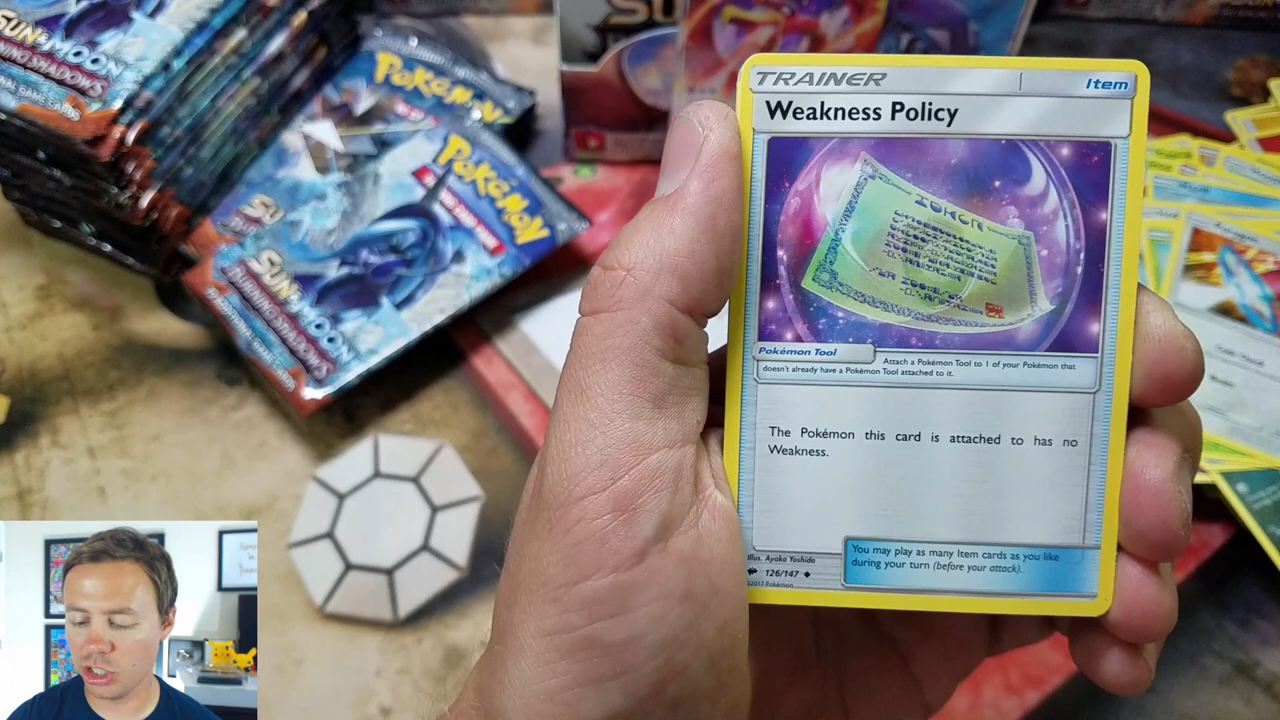 SUN & MOON
BURNING SHADOWS
Pokémon
Pokémon
SUN & MOON
BURNING SHADOWS
TRAINER
Item
Weakness Policy
Pokémon Tool
Attach a Pokémon Tool to 1 of your Pokémon that
doesn't already have a Pokémon Tool attached to it.
The Pokémon this card is attached to has no
Weakness.
You may play as many Item cards as you like
during your turn (before your attack).
Illus. Ayaka Yoshida
126/147
©2017 Pokémon